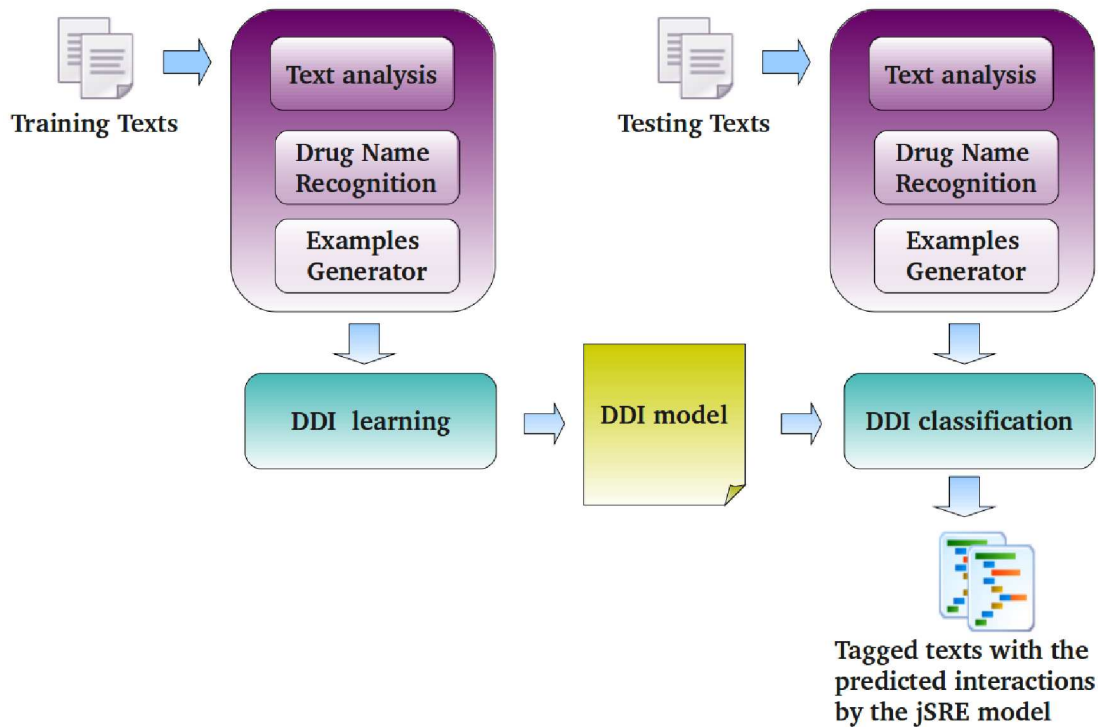 Training Texts
Text analysis
Drug Name
Recognition
Examples
Generator
DDI learning
DDI model
Testing Texts
Text analysis
Drug Name
Recognition
Examples
Generator
DDI classification
Tagged texts with the
predicted interactions
by the jSRE model